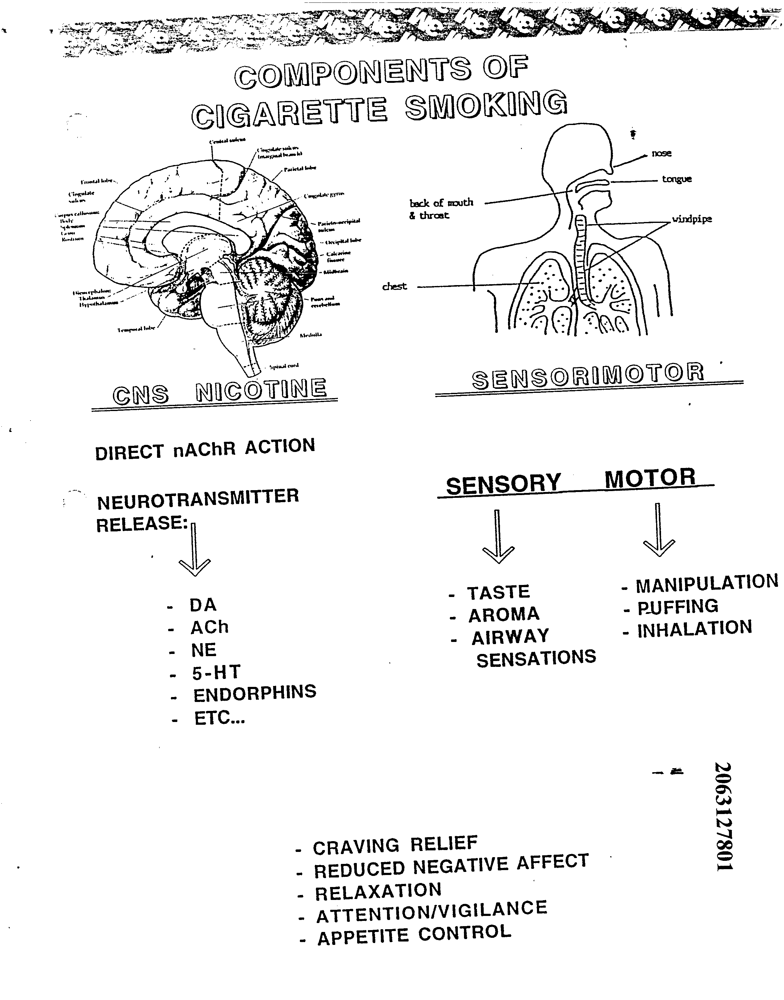 COMPONENTS OF
CIGARETTE SMOKING
Central sulcus
Cingulate sulcus
(marginal branch)
Parietal lobe
Frontal lobe
Cingulate
sulcus
Cingulate gyrus
Corpus callosum:
Body
Splenium
Genu
Rostrum
Parieto-occipital
sulcus
Occipital lobe
Calcarine
fissure
Midbrain
Diencephalon:
Thalamus
Hypothalamus
Pons and
cerebellum
Temporal lobe
Medulla
Spinal cord
nose
tongue
back of mouth
& throat
windpipe
chest
CNS NICOTINE
DIRECT nAChR ACTION
NEUROTRANSMITTER
RELEASE:
- DA
- ACh
- NE
- 5-HT
- ENDORPHINS
- ETC...
SENSORIMOTOR
SENSORY MOTOR
- TASTE
- AROMA
- AIRWAY
SENSATIONS
- MANIPULATION
- PUFFING
- INHALATION
2063127801
- CRAVING RELIEF
- REDUCED NEGATIVE AFFECT
- RELAXATION
- ATTENTION/VIGILANCE
- APPETITE CONTROL